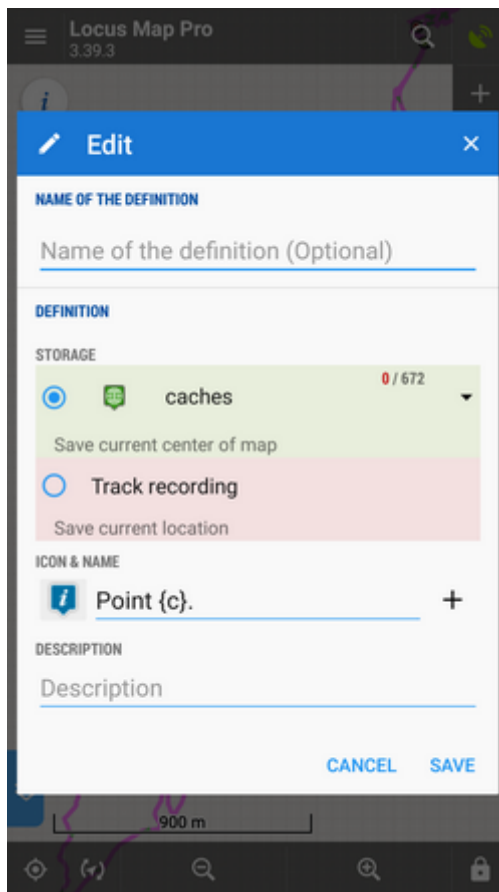 Locus Map Pro
3.39.3
i
Edit
NAME OF THE DEFINITION
Name of the definition (Optional)
DEFINITION
STORAGE
0 / 672
caches
Save current center of map
Track recording
Save current location
ICON & NAME
i Point {c}.
DESCRIPTION
Description
CANCEL SAVE
900 m